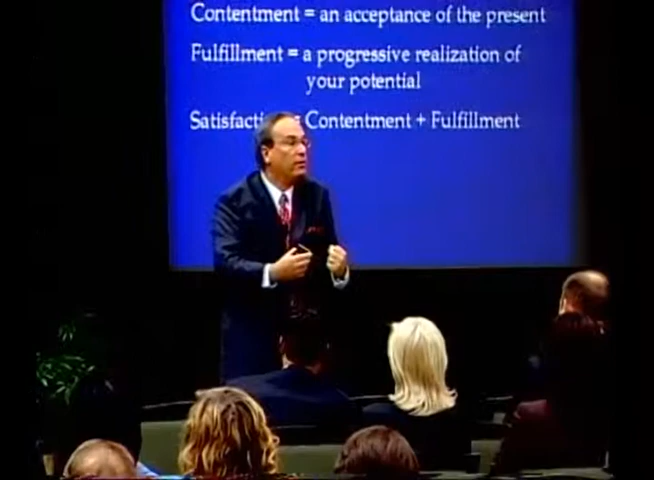 Contentment = an acceptance of the present
Fulfillment = a progressive realization of
your potential
Contentment + Fulfillment